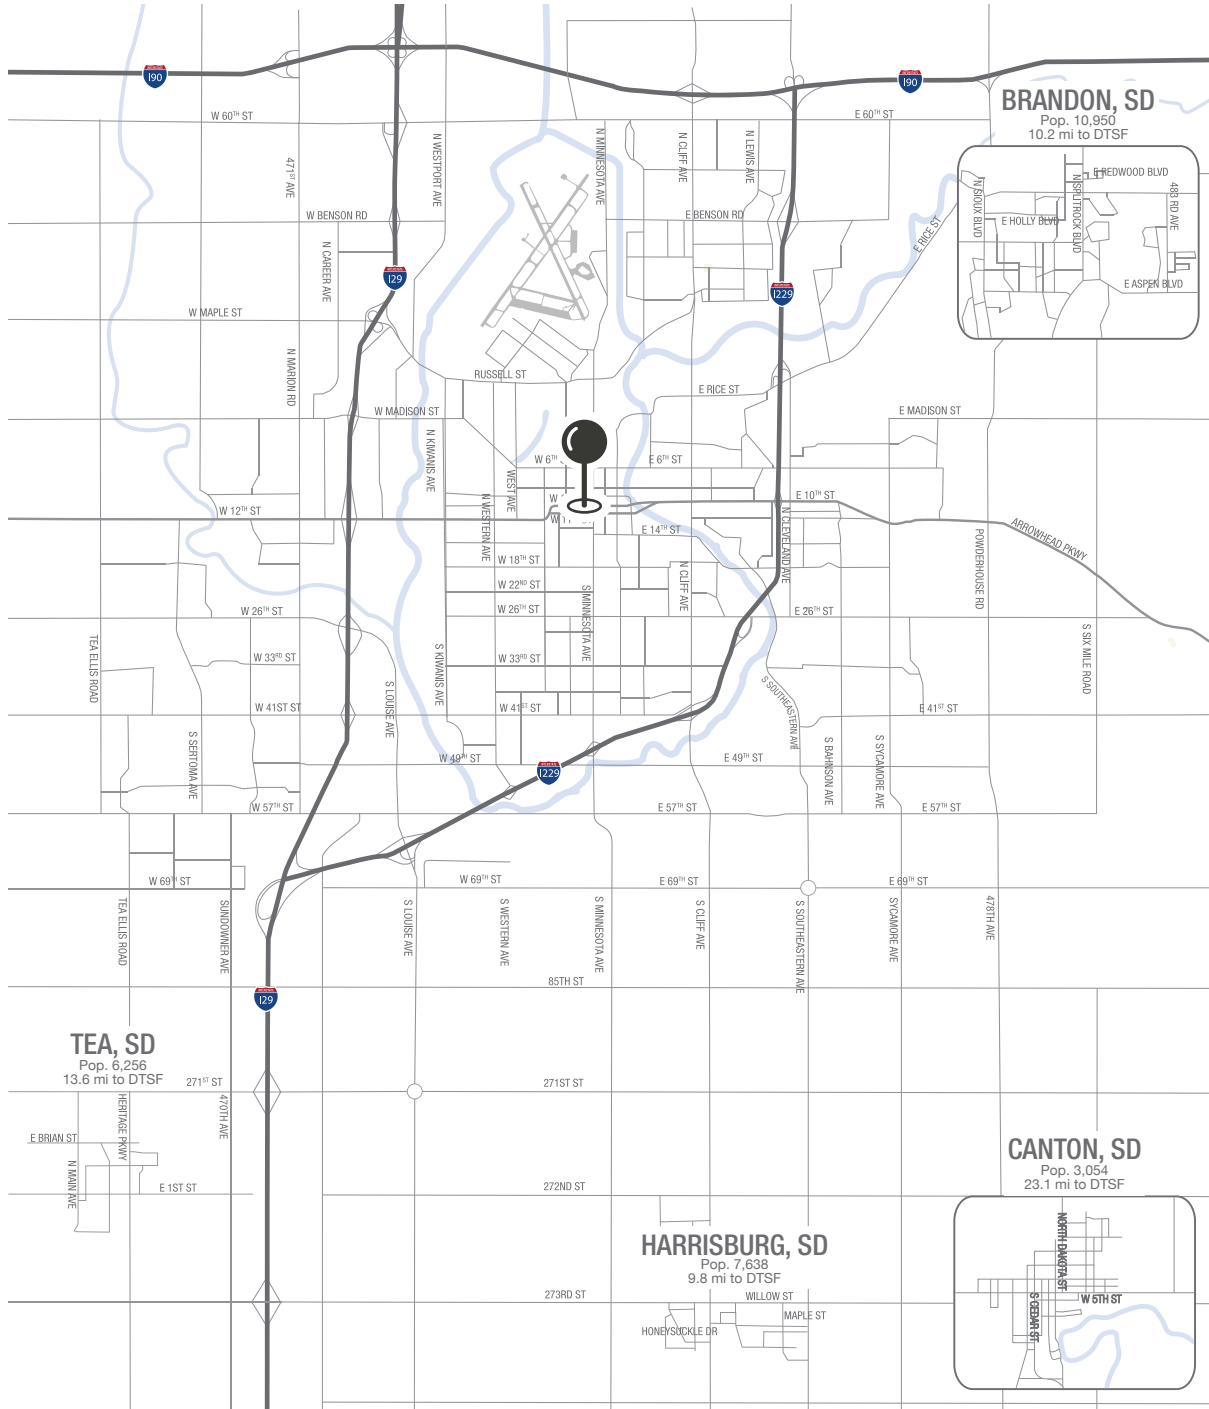 I90
I90
BRANDON, SD
Pop. 10,950
10.2 mi to DTSF
W 60TH ST
E 60TH ST
N WESTPORT AVE
N MINNESOTA AVE
N CLIFF AVE
N LEWIS AVE
471ST AVE
N SIOUX BLVD
E REDWOOD BLVD
N SPLITROCK BLVD
483 RD AVE
E HOLLY BLVD
E ASPEN BLVD
W BENSON RD
E BENSON RD
E RICE ST
N CAREER AVE
I29
I229
W MAPLE ST
N MARION RD
RUSSELL ST
E RICE ST
W MADISON ST
E MADISON ST
N KIWANIS AVE
W 6TH
E 6TH ST
WEST AVE
N WESTERN AVE
E 10TH ST
W 12TH ST
N CLEVELAND AVE
E 14TH ST
ARROWHEAD PKWY
POWDERHOUSE RD
W 18TH ST
N CLIFF AVE
W 22ND ST
S MINNESOTA AVE
W 26TH ST
W 26TH ST
E 26TH ST
TEA ELLIS ROAD
S KIWANIS AVE
S SIX MILE ROAD
W 33RD ST
W 33RD ST
S LOUISE AVE
S SOUTHEASTERN AVE
W 41ST ST
W 41ST ST
E 41ST ST
S SERTOMA AVE
S BAHNSON AVE
S SYCAMORE AVE
W 49TH ST
E 49TH ST
I229
W 57TH ST
E 57TH ST
E 57TH ST
W 69TH ST
W 69TH ST
E 69TH ST
E 69TH ST
TEA ELLIS ROAD
SUNDOWNER AVE
S LOUISE AVE
S WESTERN AVE
S MINNESOTA AVE
S CLIFF AVE
S SOUTHEASTERN AVE
SYCAMORE AVE
478TH AVE
85TH ST
I29
TEA, SD
Pop. 6,256
13.6 mi to DTSF
271ST ST
271ST ST
HERITAGE PKWY
470TH AVE
E BRIAN ST
N MAIN AVE
E 1ST ST
272ND ST
CANTON, SD
Pop. 3,054
23.1 mi to DTSF
NORTH DAKOTA ST
W 5TH ST
S CEDAR ST
HARRISBURG, SD
Pop. 7,638
9.8 mi to DTSF
273RD ST
WILLOW ST
MAPLE ST
HONEYSUCKLE DR